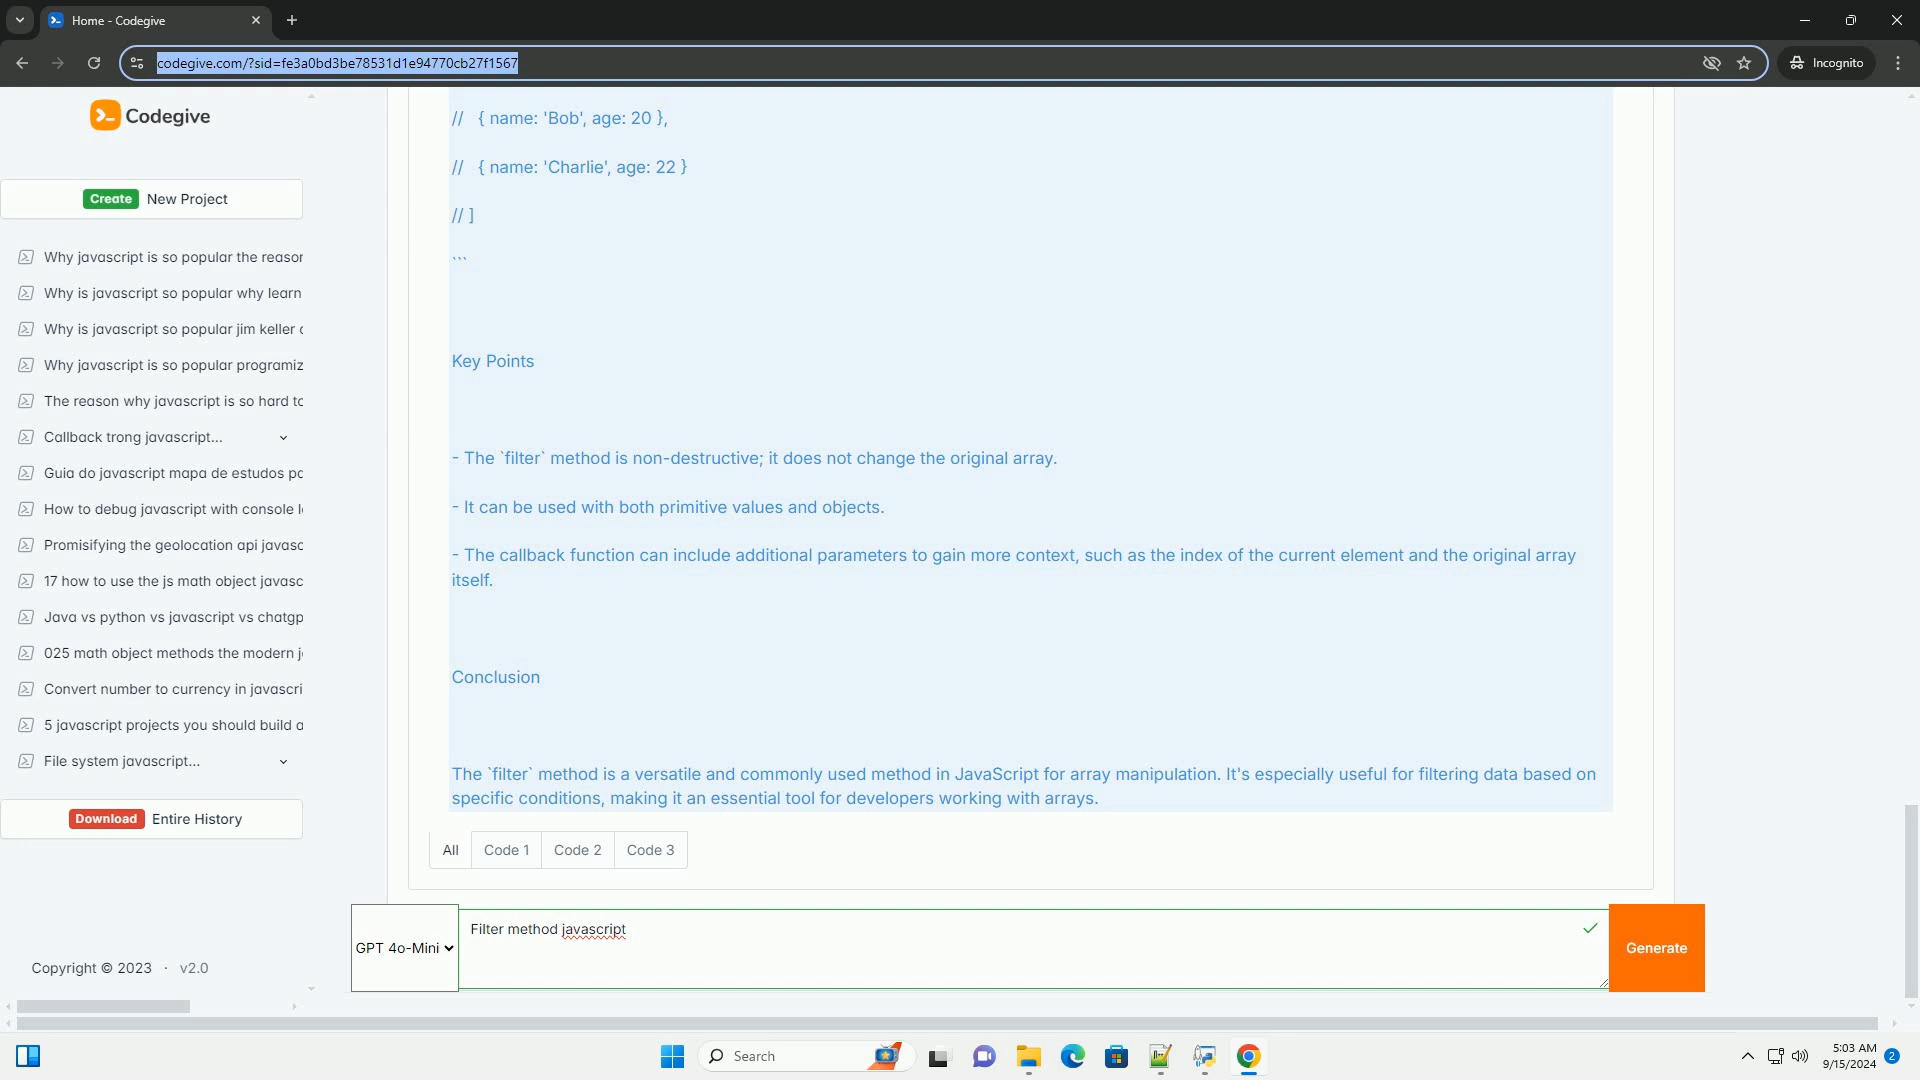 Home - Codegive
codegive.com/?sid=fe3a0bd3be78531d1e94770cb27f1567
Incognito
Codegive
Create New Project
Why javascript is so popular the reasor
Why is javascript so popular why learn
Why is javascript so popular jim keller c
Why javascript is so popular programiz
The reason why javascript is so hard tc
Callback trong javascript...
Guia do javascript mapa de estudos pc
How to debug javascript with console l
Promisifying the geolocation api javasc
17 how to use the js math object javasc
Java vs python vs javascript vs chatgp
025 math object methods the modern j
Convert number to currency in javascri
5 javascript projects you should build a
File system javascript...
Download Entire History
Copyright © 2023 · v2.0
// { name: 'Bob', age: 20 },
// { name: 'Charlie', age: 22 }
// ]
```
Key Points
- The `filter` method is non-destructive; it does not change the original array.
- It can be used with both primitive values and objects.
- The callback function can include additional parameters to gain more context, such as the index of the current element and the original array
itself.
Conclusion
The `filter` method is a versatile and commonly used method in JavaScript for array manipulation. It's especially useful for filtering data based on
specific conditions, making it an essential tool for developers working with arrays.
All Code 1 Code 2 Code 3
GPT 4o-Mini
Filter method javascript
Generate
Search
5:03 AM
9/15/2024
2